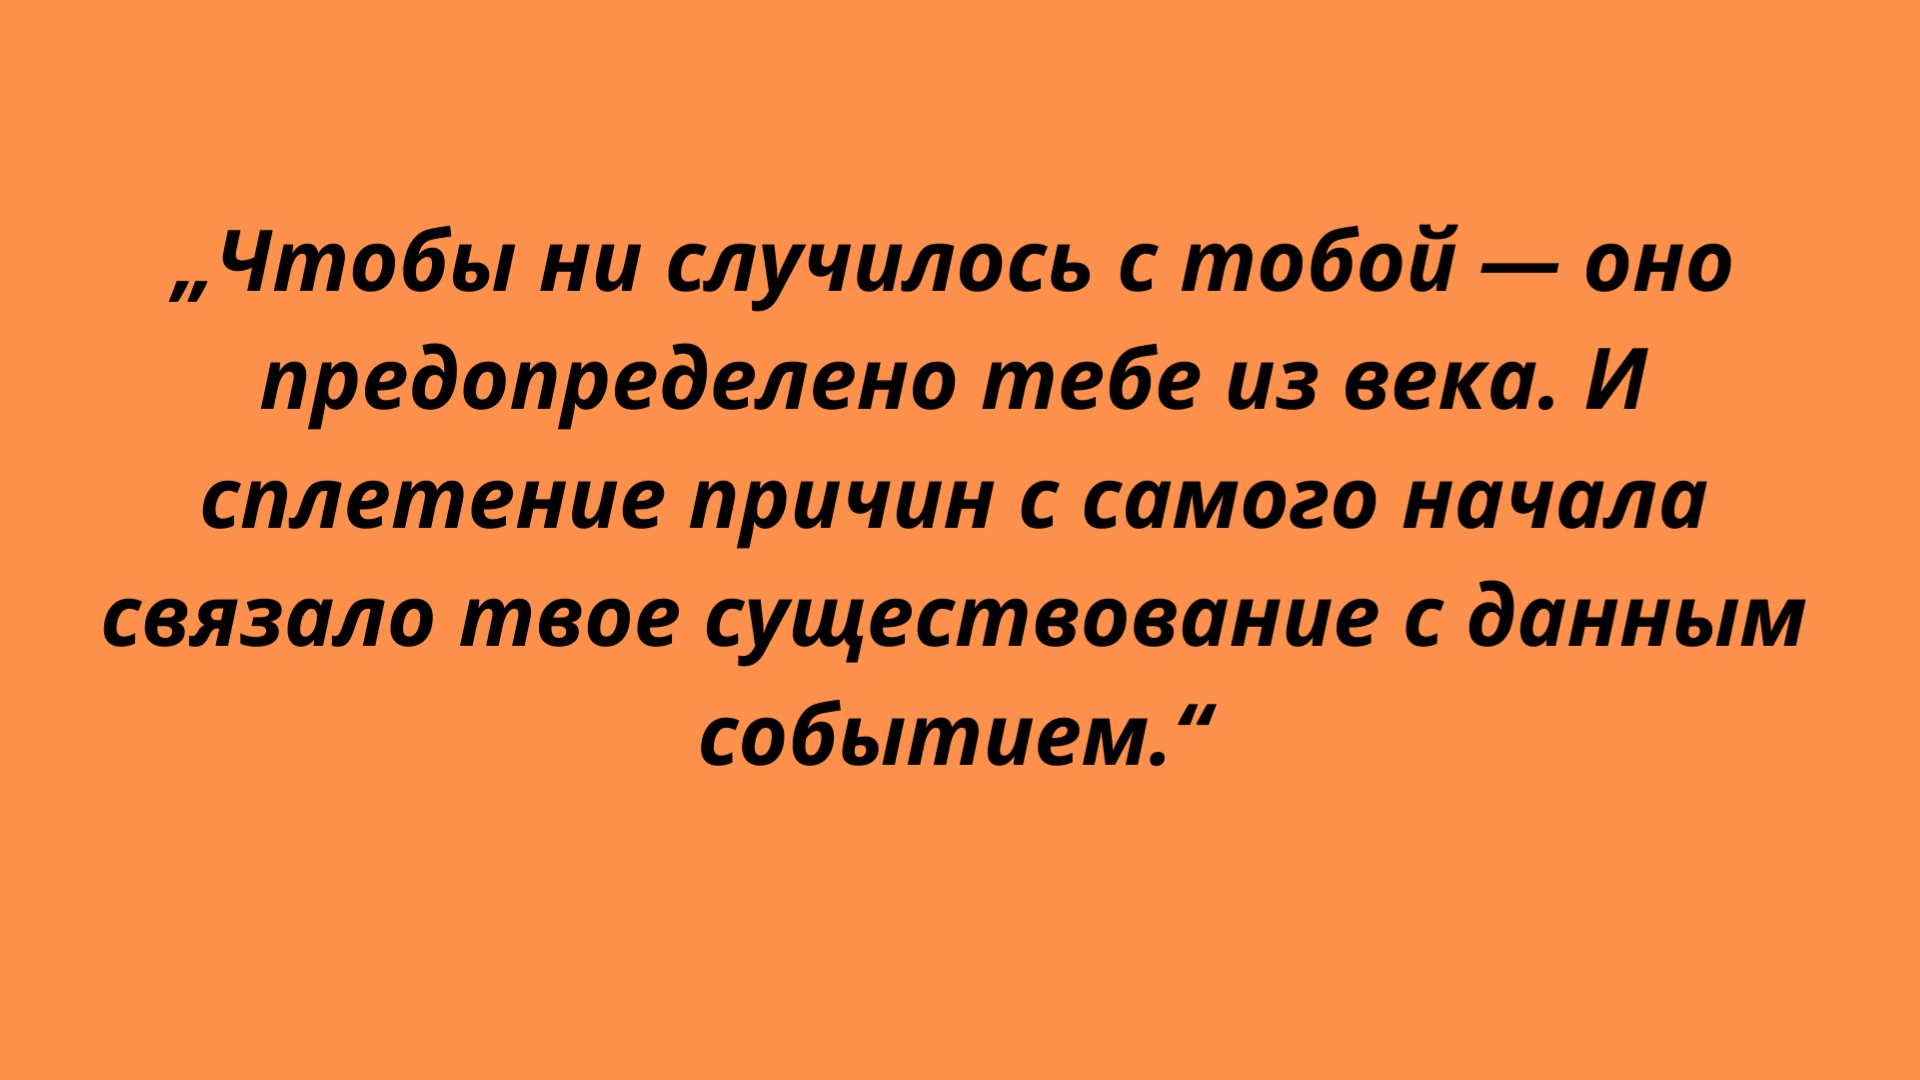 „Чтобы ни случилось с тобой — оно
предопределено тебе из века. И
сплетение причин с самого начала
связало твое существование с данным
событием.“